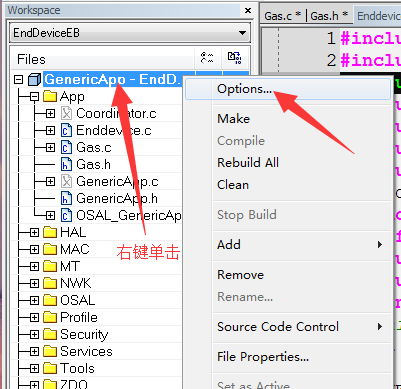 Workspace
EndDeviceEB
Files
GenericApp - EndD...
App
Coordinator.c
Enddevice.c
Gas.c
Gas.h
GenericApp.c
GenericApp.h
OSAL_GenericAp
HAL
MAC
MT
NWK
OSAL
Profile
Security
Services
Tools
ZDO
右键单击
Options...
Make
Compile
Rebuild All
Clean
Stop Build
Add
Remove
Rename...
Source Code Control
File Properties...
Set as Active
Gas.c * Gas.h * Enddevice
1 #inclu
2 #inclu